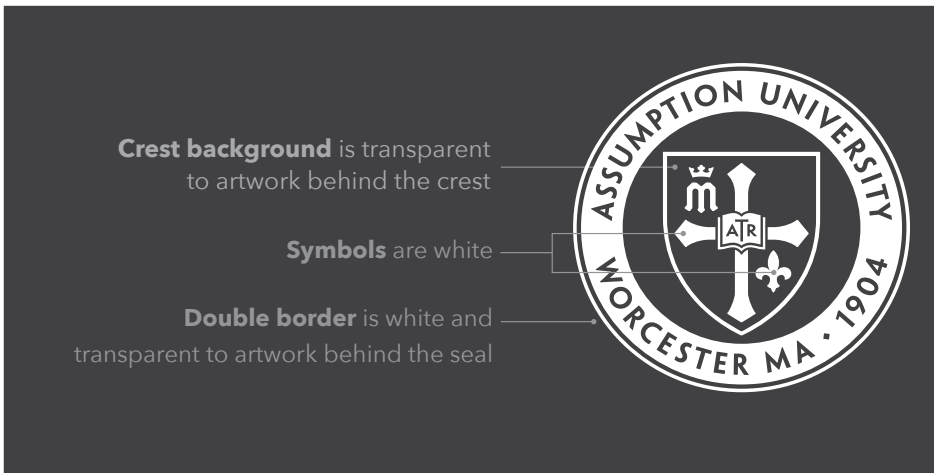 Crest background is transparent
to artwork behind the crest
Symbols are white
Double border is white and
transparent to artwork behind the seal
ASSUMPTION UNIVERSITY
WORCESTER MA · 1904
M
ATR